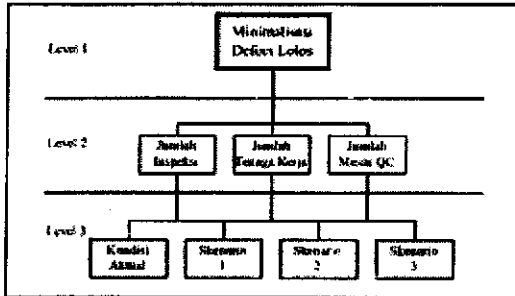 Level 1
Minimalisasi
Defect Lolos
Level 2
Jumlah
Inspeksi
Jumlah
Tenaga Kerja
Jumlah
Mesin QC
Level 3
Kondisi
Aktual
Skenario
1
Skenario
2
Skenario
3